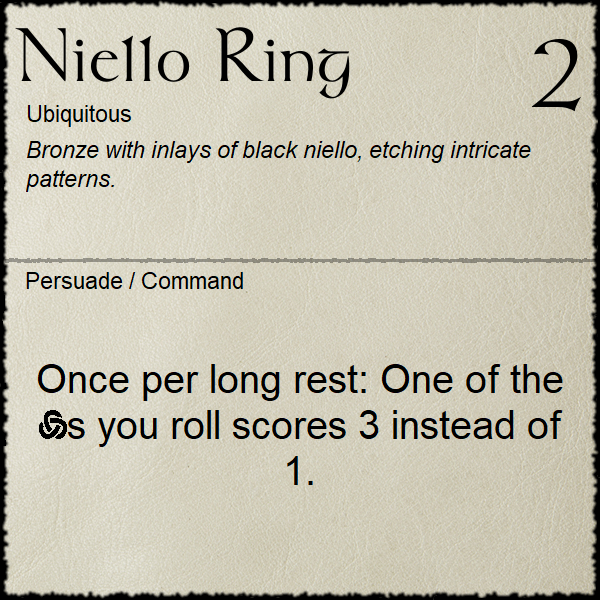 Niello Ring
2
Ubiquitous
Bronze with inlays of black niello, etching intricate
patterns.
Persuade / Command
Once per long rest: One of the
s you roll scores 3 instead of
1.